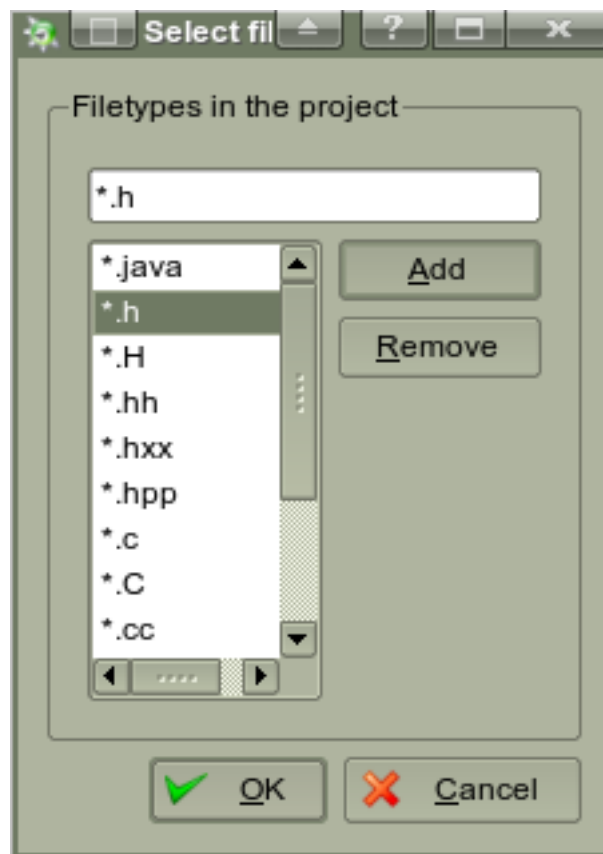 Select fil
Filetypes in the project
*.h
*.java
*.h
*.H
*.hh
*.hxx
*.hpp
*.c
*.C
*.cc
Add
Remove
OK
Cancel